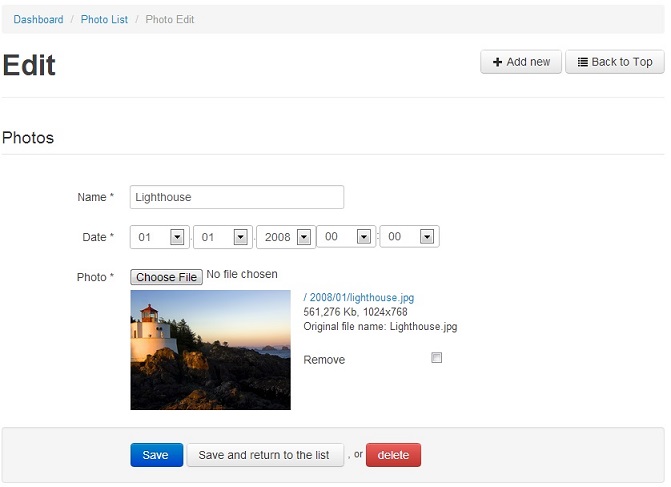 Dashboard / Photo List / Photo Edit
Edit
Add new
Back to Top
Photos
Name *
Lighthouse
Date *
01 . 01 . 2008 00 : 00
Photo *
Choose File No file chosen
/ 2008/01/lighthouse.jpg
561,276 Kb, 1024x768
Original file name: Lighthouse.jpg
Remove
Save
Save and return to the list
, or
delete